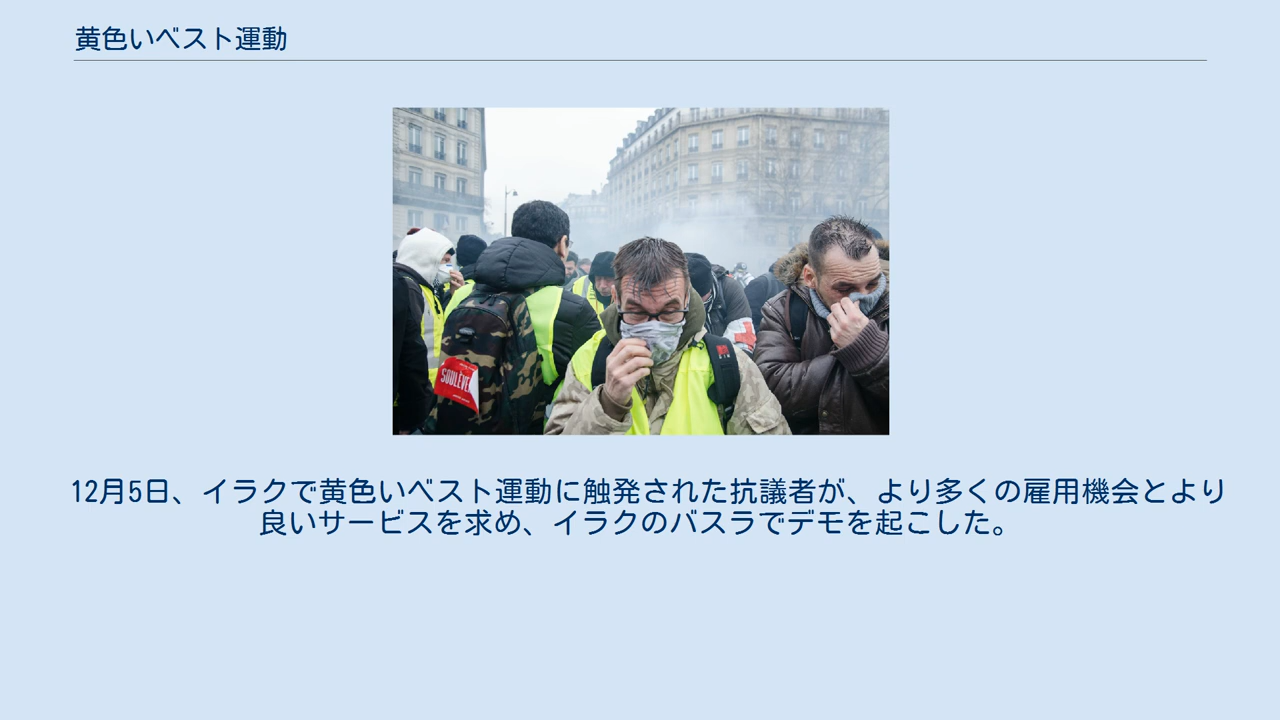 黄色いベスト運動
SOULÈVE
12月5日、イラクで黄色いベスト運動に触発された抗議者が、より多くの雇用機会とより
良いサービスを求め、イラクのバスラでデモを起こした。